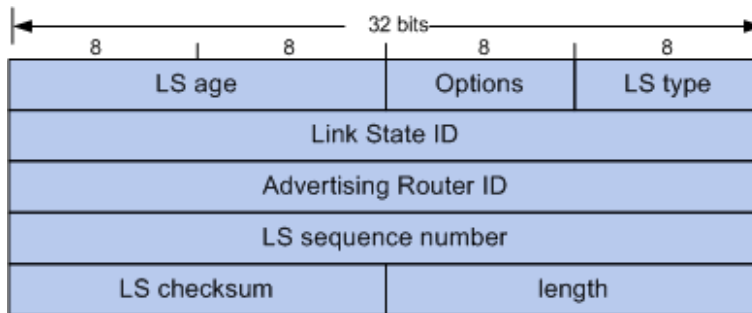 32 bits
8 8 8 8
LS age Options LS type
Link State ID
Advertising Router ID
LS sequence number
LS checksum length